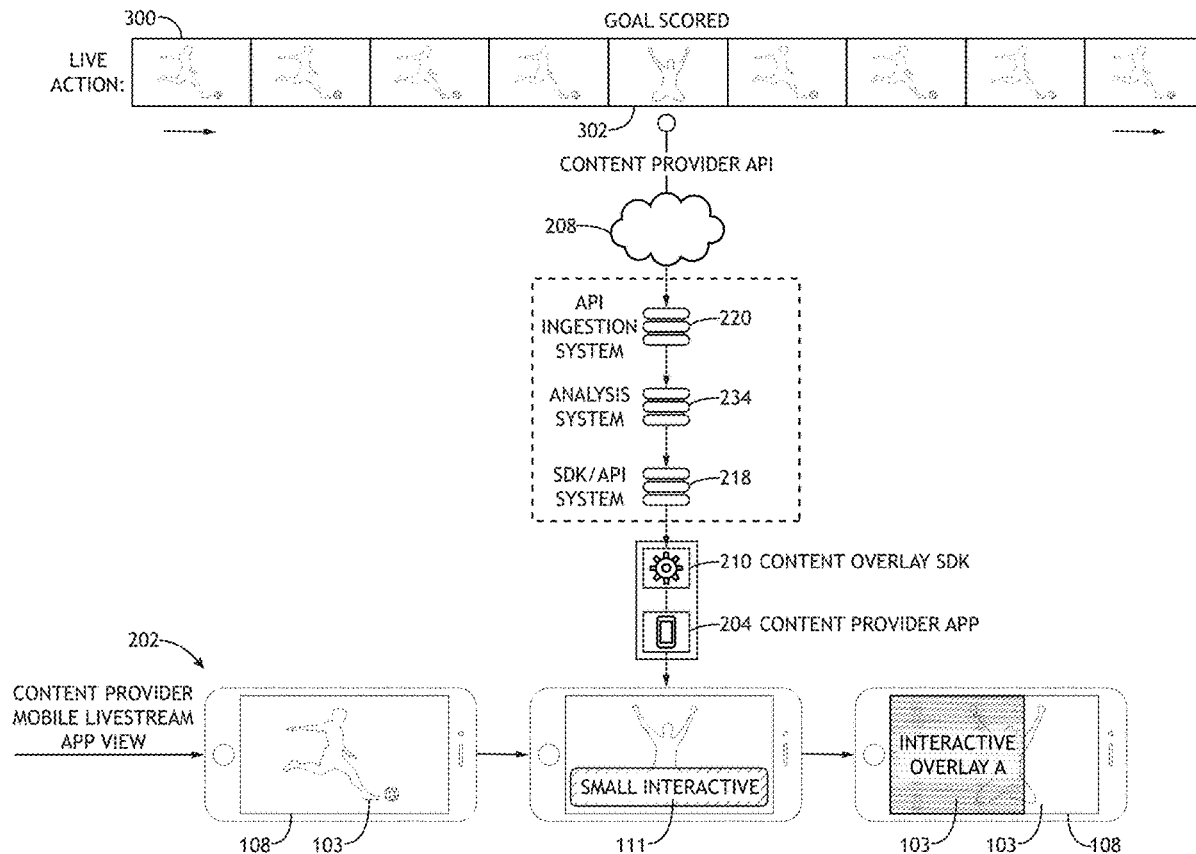 300
GOAL SCORED
LIVE
ACTION:
302
CONTENT PROVIDER API
208
API
INGESTION
SYSTEM
220
ANALYSIS
SYSTEM
234
SDK/API
SYSTEM
218
210 CONTENT OVERLAY SDK
204 CONTENT PROVIDER APP
202
CONTENT PROVIDER
MOBILE LIVESTREAM
APP VIEW
SMALL INTERACTIVE
INTERACTIVE
OVERLAY A
108
103
111
103
103
108